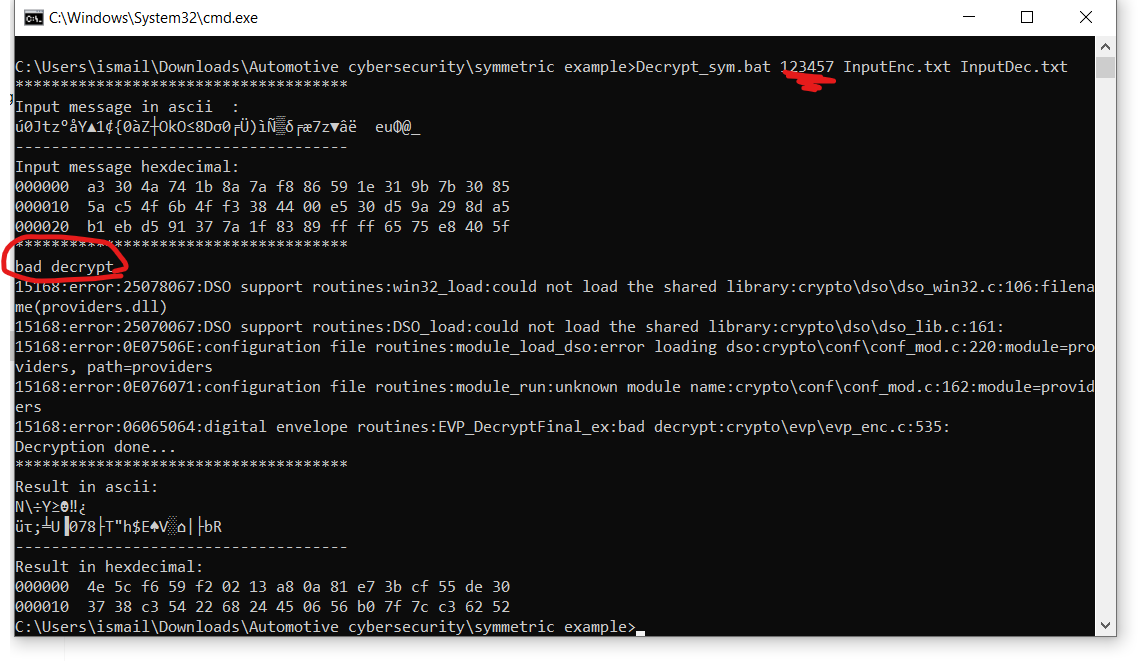 C:\Windows\System32\cmd.exe
C:\Users\ismail\Downloads\Automotive cybersecurity\symmetric example>Decrypt_sym.bat 123457 InputEnc.txt InputDec.txt
*************************************
Input message in ascii  :
ú0Jtz°åY▲1¢{0àZ┼OkO≤8Dσ0╒Ü)ìÑ▒δ╒æ7z▼âë  euΦ@_
-------------------------------------
Input message hexdecimal:
000000  a3 30 4a 74 1b 8a 7a f8 86 59 1e 31 9b 7b 30 85
000010  5a c5 4f 6b 4f f3 38 44 00 e5 30 d5 9a 29 8d a5
000020  b1 eb d5 91 37 7a 1f 83 89 ff ff 65 75 e8 40 5f
*************************************
bad decrypt
15168:error:25078067:DSO support routines:win32_load:could not load the shared library:crypto\dso\dso_win32.c:106:filena
me(providers.dll)
15168:error:25070067:DSO support routines:DSO_load:could not load the shared library:crypto\dso\dso_lib.c:161:
15168:error:0E07506E:configuration file routines:module_load_dso:error loading dso:crypto\conf\conf_mod.c:220:module=pro
viders, path=providers
15168:error:0E076071:configuration file routines:module_run:unknown module name:crypto\conf\conf_mod.c:162:module=provid
ers
15168:error:06065064:digital envelope routines:EVP_DecryptFinal_ex:bad decrypt:crypto\evp\evp_enc.c:535:
Decryption done...
*************************************
Result in ascii:
N\÷Y≥☻‼¿
üτ;╧U▐078├T"h$E♠V░⌂|├bR
-------------------------------------
Result in hexdecimal:
000000  4e 5c f6 59 f2 02 13 a8 0a 81 e7 3b cf 55 de 30
000010  37 38 c3 54 22 68 24 45 06 56 b0 7f 7c c3 62 52
C:\Users\ismail\Downloads\Automotive cybersecurity\symmetric example>